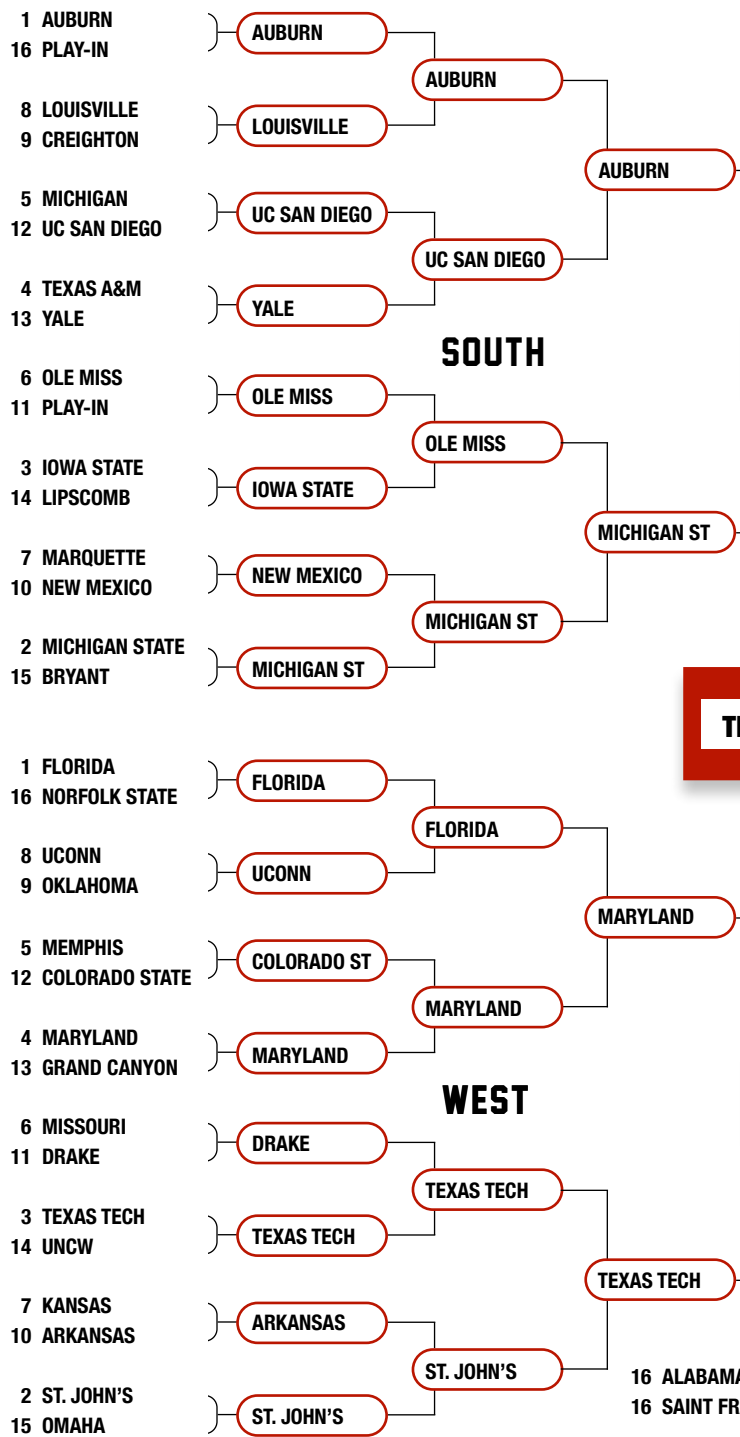 1 AUBURN
16 PLAY-IN
8 LOUISVILLE
9 CREIGHTON
5 MICHIGAN
12 UC SAN DIEGO
4 TEXAS A&M
13 YALE
6 OLE MISS
11 PLAY-IN
3 IOWA STATE
14 LIPSCOMB
7 MARQUETTE
10 NEW MEXICO
2 MICHIGAN STATE
15 BRYANT
AUBURN
LOUISVILLE
UC SAN DIEGO
YALE
OLE MISS
IOWA STATE
NEW MEXICO
MICHIGAN ST
AUBURN
UC SAN DIEGO
SOUTH
OLE MISS
MICHIGAN ST
AUBURN
MICHIGAN ST
1 FLORIDA
16 NORFOLK STATE
8 UCONN
9 OKLAHOMA
5 MEMPHIS
12 COLORADO STATE
4 MARYLAND
13 GRAND CANYON
6 MISSOURI
11 DRAKE
3 TEXAS TECH
14 UNCW
7 KANSAS
10 ARKANSAS
2 ST. JOHN'S
15 OMAHA
FLORIDA
UCONN
COLORADO ST
MARYLAND
DRAKE
TEXAS TECH
ARKANSAS
ST. JOHN'S
FLORIDA
MARYLAND
WEST
TEXAS TECH
ST. JOHN'S
MARYLAND
TEXAS TECH
16 ALABAMA
16 SAINT FR